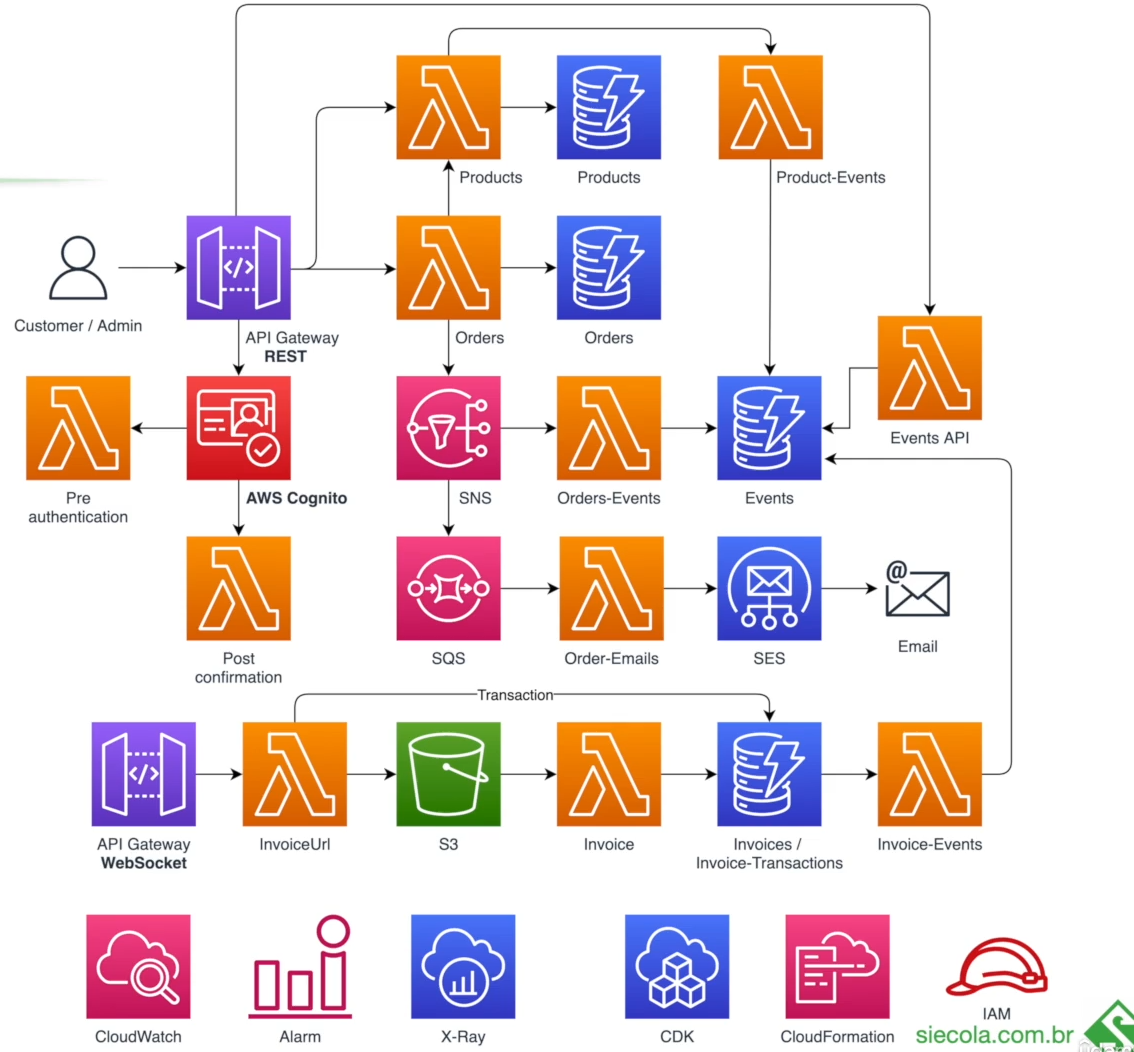 Products
Products
Product-Events
Customer / Admin
API Gateway
REST
Orders
Orders
Events API
Pre
authentication
AWS Cognito
SNS
Orders-Events
Events
Post
confirmation
SQS
Order-Emails
SES
@
Email
Transaction
</>
</>
API Gateway
WebSocket
InvoiceUrl
S3
Invoice
Invoices /
Invoice-Transactions
Invoice-Events
CloudWatch
Alarm
X-Ray
CDK
CloudFormation
IAM
siecola.com.br